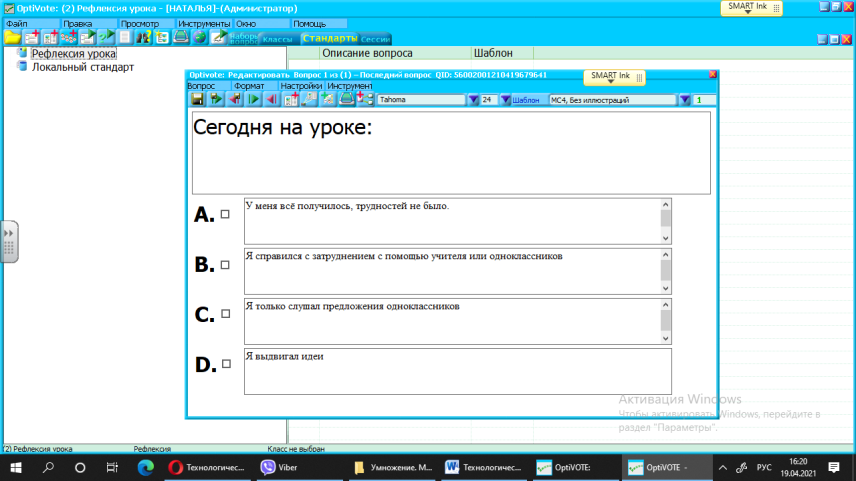 OptiVote: (2) Рефлексия урока - [НАТАЛЬЯ]-(Администратор)
SMART Ink
Файл Правка Просмотр Инструменты Окно Помощь
Наборы вопрос Классы Стандарты Сессии
Рефлексия урока
Локальный стандарт
Описание вопроса Шаблон
Optivote: Редактировать Вопрос 1 из (1) - Последний вопрос QID: 56002001210419679641
SMART Ink
Вопрос Формат Настройки Инструмент
Tahoma 24 Шаблон MC4, Без иллюстраций 1
Сегодня на уроке:
A. У меня всё получилось, трудностей не было.
B. Я справился с затруднением с помощью учителя или одноклассников
C. Я только слушал предложения одноклассников
D. Я выдвигал идеи
Активация Windows
Чтобы активировать Windows, перейдите в
раздел "Параметры".
(2) Рефлексия урока Рефлексия Класс не выбран
Технологичес... Viber Умножение. М... Технологичес... OptiVOTE: OptiVOTE - РУС 16:20
19.04.2021